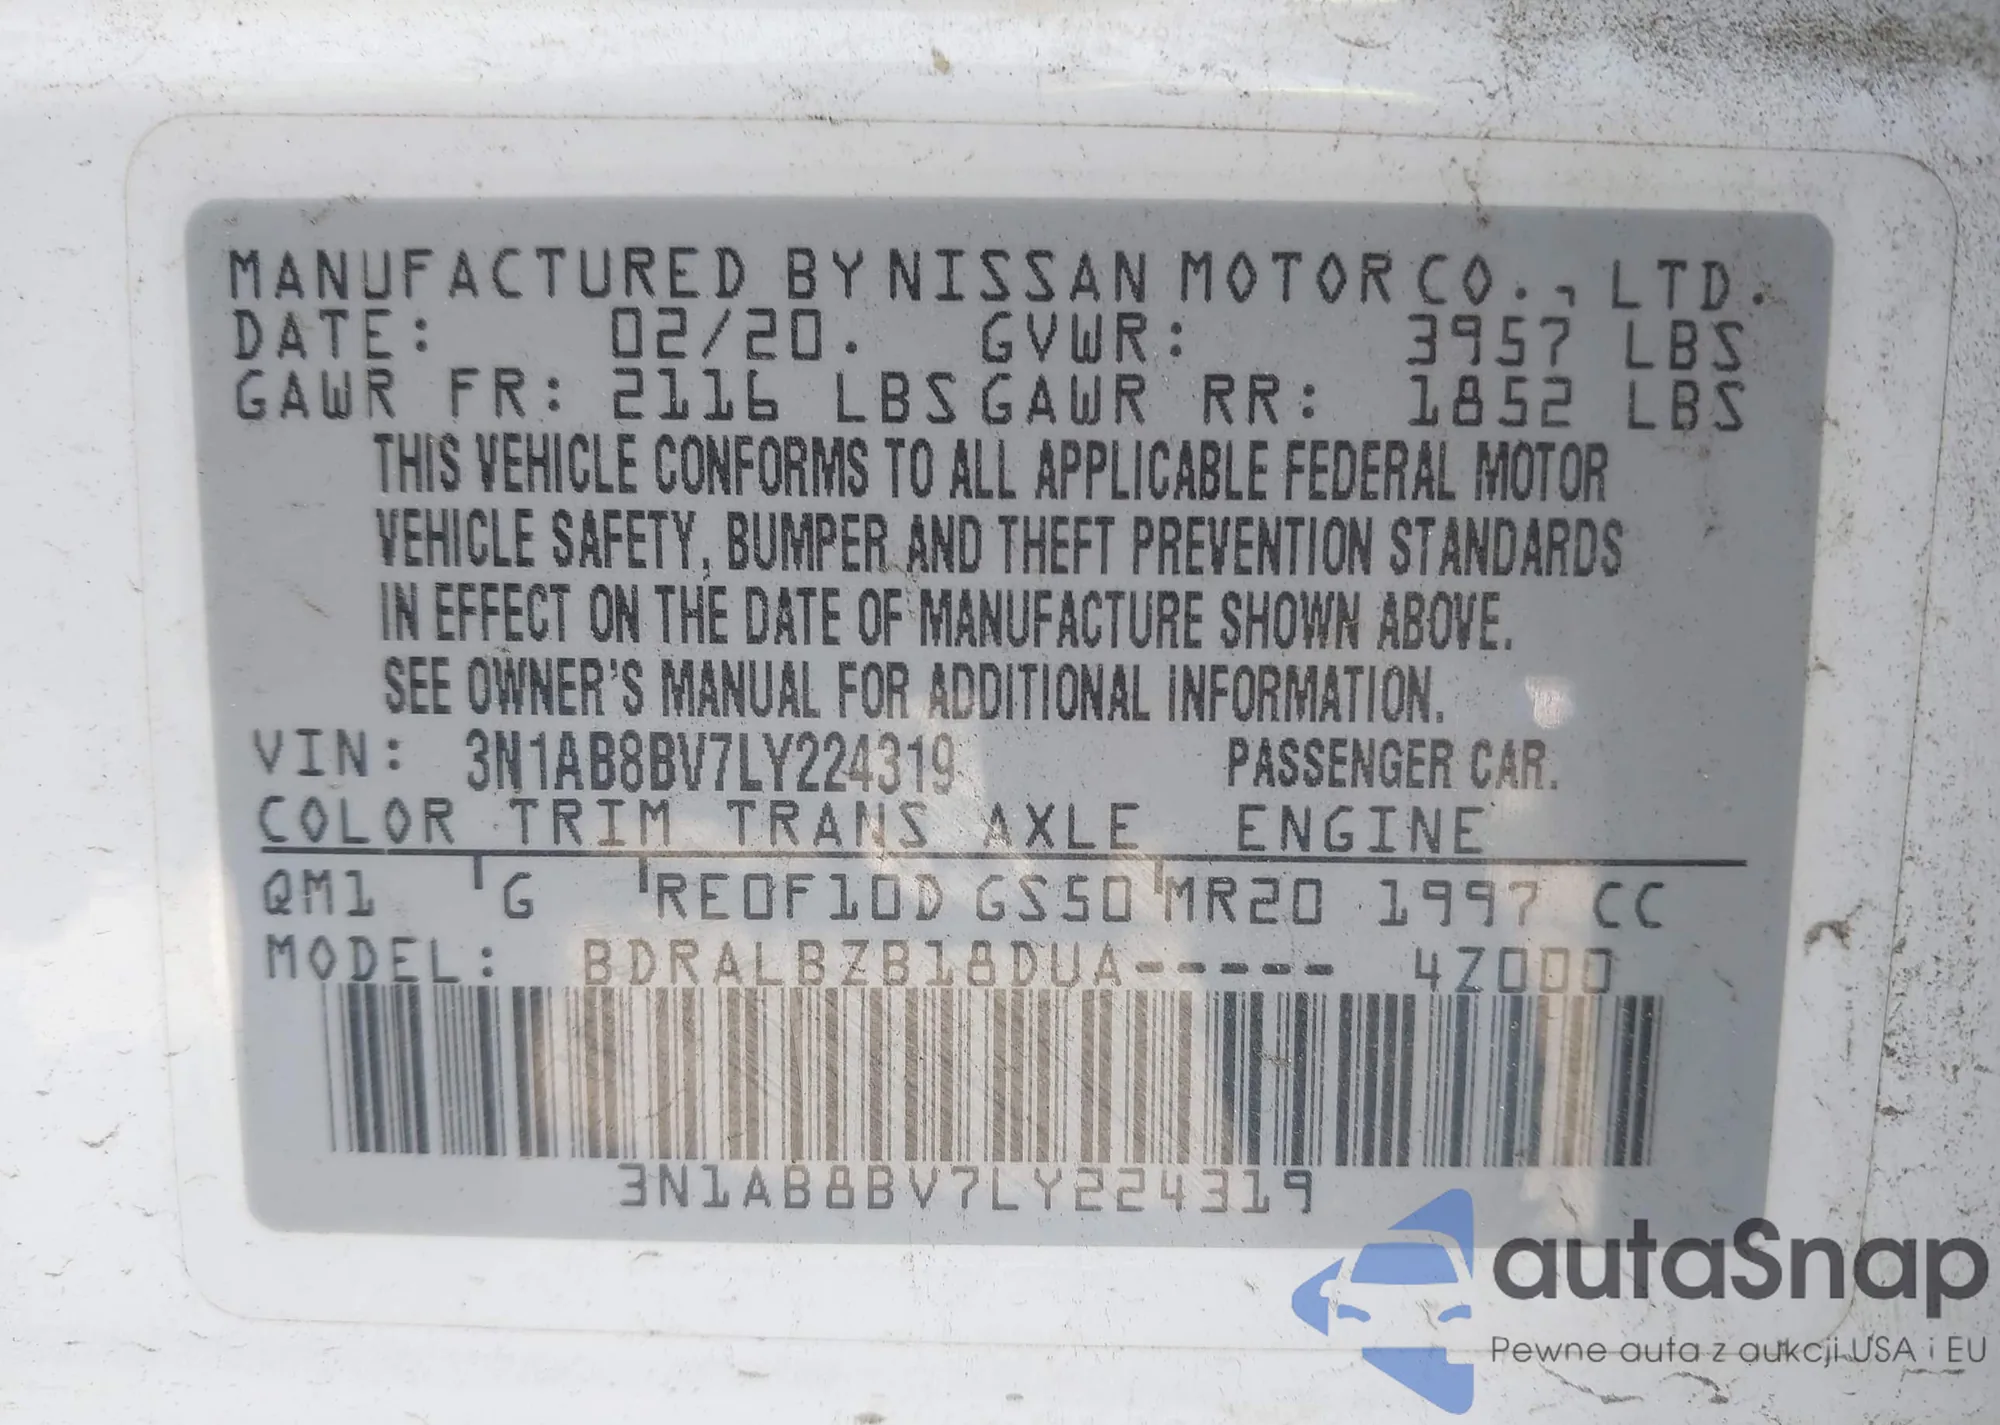 MANUFACTURED BY NISSAN MOTOR CO., LTD.
DATE: 02/20. GVWR: 3957 LBS
GAWR FR: 2116 LBS GAWR RR: 1852 LBS
THIS VEHICLE CONFORMS TO ALL APPLICABLE FEDERAL MOTOR
VEHICLE SAFETY, BUMPER AND THEFT PREVENTION STANDARDS
IN EFFECT ON THE DATE OF MANUFACTURE SHOWN ABOVE.
SEE OWNER'S MANUAL FOR ADDITIONAL INFORMATION.
VIN: 3N1AB8BV7LY224319 PASSENGER CAR.
COLOR TRIM TRANS AXLE ENGINE
QM1 G RE0F10D GS50 MR20 1997 CC
MODEL: BDRALBZB18DUA----- 4Z000
3N1AB8BV7LY224319
autaSnap
Pewne auta z aukcji USA i EU